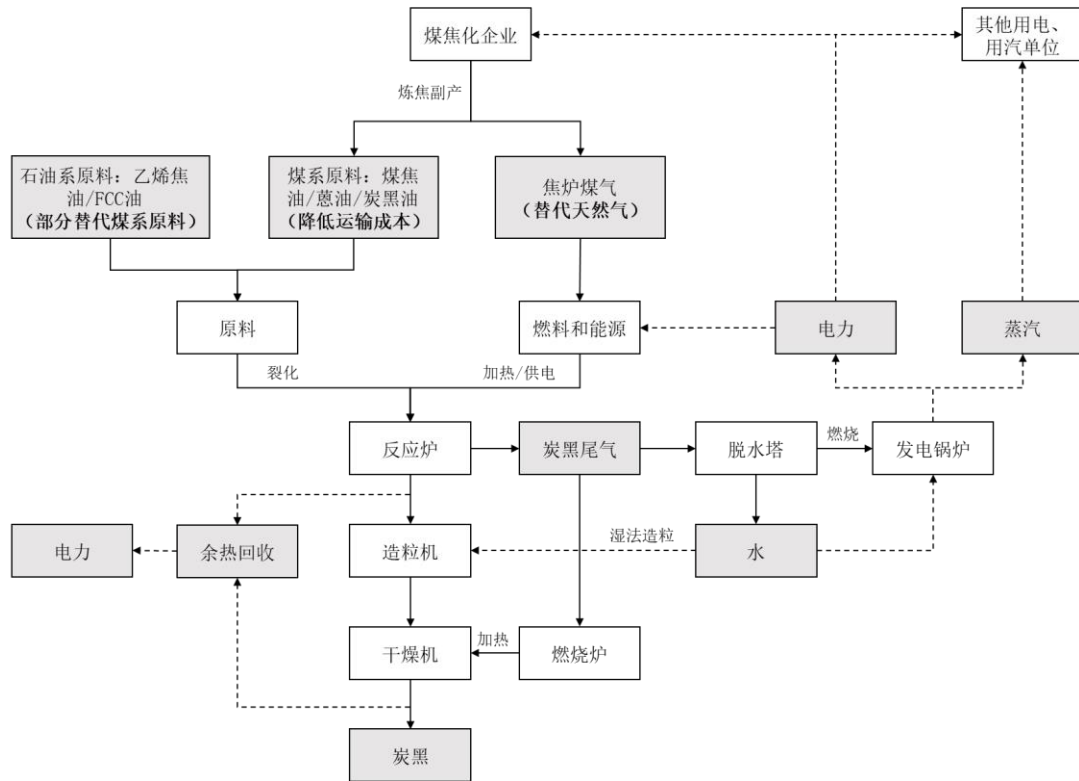 煤焦化企业
其他用电、
用汽单位
炼焦副产
石油系原料：乙烯焦
油/FCC油
（部分替代煤系原料）
煤系原料：煤焦
油/蒽油/炭黑油
（降低运输成本）
焦炉煤气
（替代天然气）
原料
燃料和能源
电力
蒸汽
裂化
加热/供电
反应炉
炭黑尾气
脱水塔
燃烧
发电锅炉
电力
余热回收
造粒机
湿法造粒
水
干燥机
加热
燃烧炉
炭黑